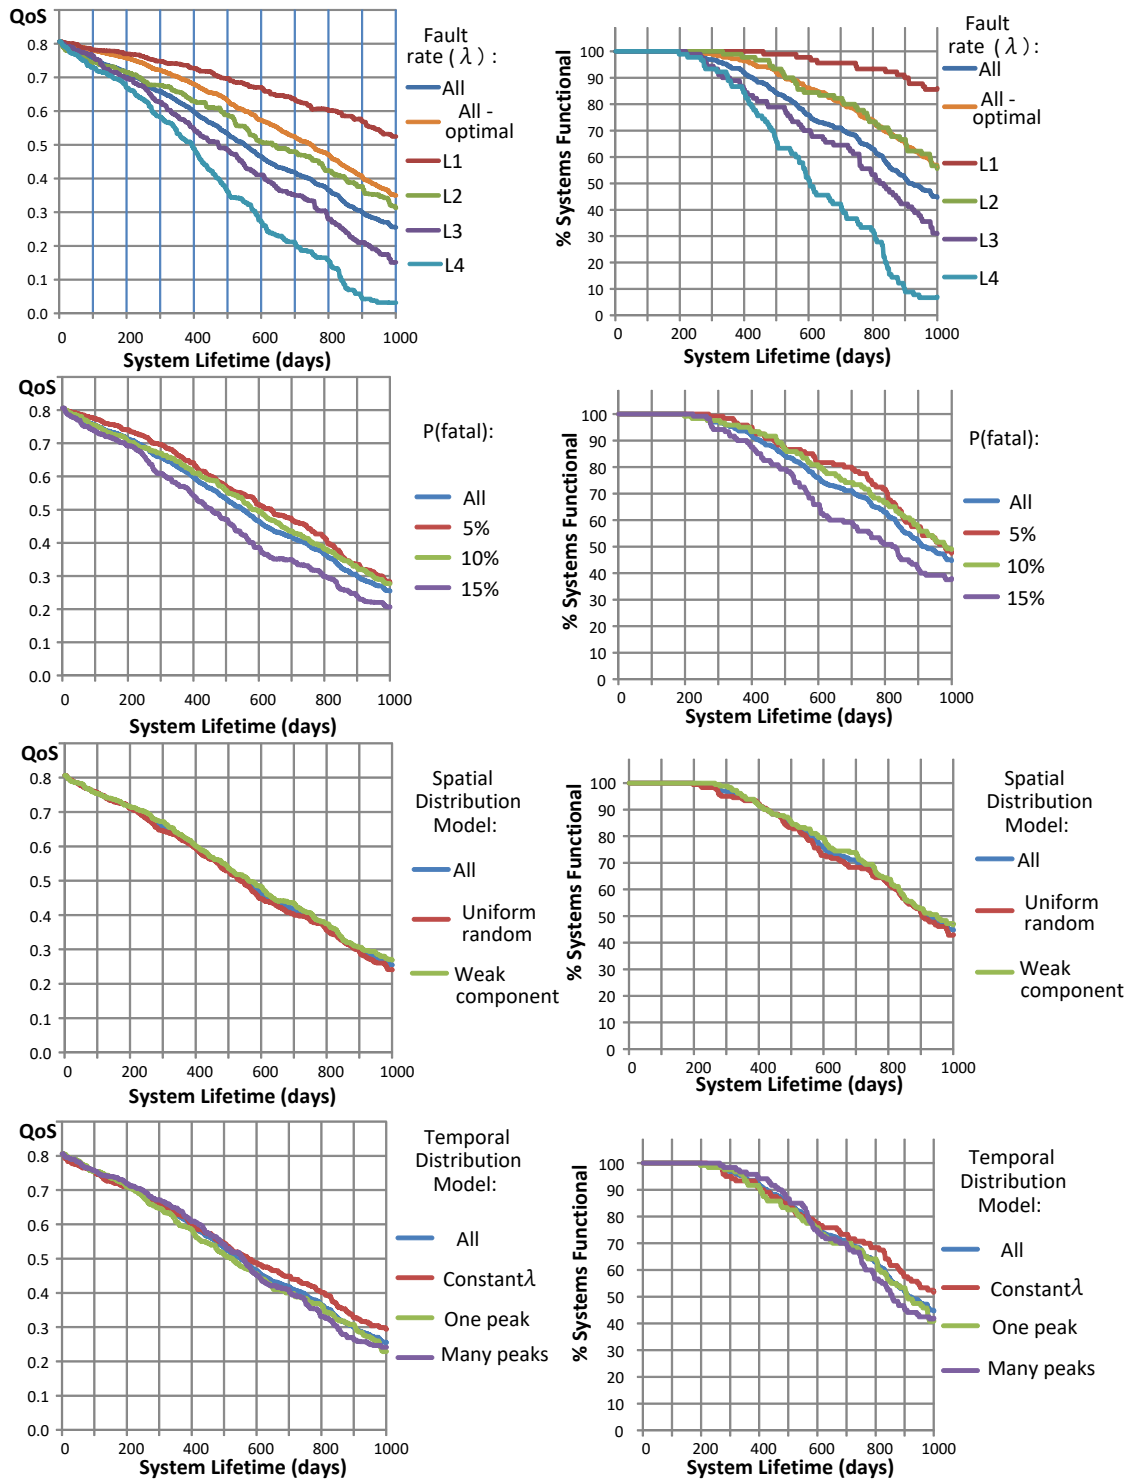 QoS
0.8
0.7
0.6
0.5
0.4
0.3
0.2
0.1
0.0
0 200 400 600 800 1000
System Lifetime (days)
Fault
rate ( λ ) :
All
All -
optimal
L1
L2
L3
L4
% Systems Functional
100
90
80
70
60
50
40
30
20
10
0
0 200 400 600 800 1000
System Lifetime (days)
Fault
rate ( λ ) :
All
All -
optimal
L1
L2
L3
L4
QoS
0.8
0.7
0.6
0.5
0.4
0.3
0.2
0.1
0.0
0 200 400 600 800 1000
System Lifetime (days)
P(fatal):
All
5%
10%
15%
% Systems Functional
100
90
80
70
60
50
40
30
20
10
0
0 200 400 600 800 1000
System Lifetime (days)
P(fatal):
All
5%
10%
15%
QoS
0.8
0.7
0.6
0.5
0.4
0.3
0.2
0.1
0.0
0 200 400 600 800 1000
System Lifetime (days)
Spatial
Distribution
Model:
All
Uniform
random
Weak
component
% Systems Functional
100
90
80
70
60
50
40
30
20
10
0
0 200 400 600 800 1000
System Lifetime (days)
Spatial
Distribution
Model:
All
Uniform
random
Weak
component
QoS
0.8
0.7
0.6
0.5
0.4
0.3
0.2
0.1
0.0
0 200 400 600 800 1000
System Lifetime (days)
Temporal
Distribution
Model:
All
Constantλ
One peak
Many peaks
% Systems Functional
100
90
80
70
60
50
40
30
20
10
0
0 200 400 600 800 1000
System Lifetime (days)
Temporal
Distribution
Model:
All
Constantλ
One peak
Many peaks